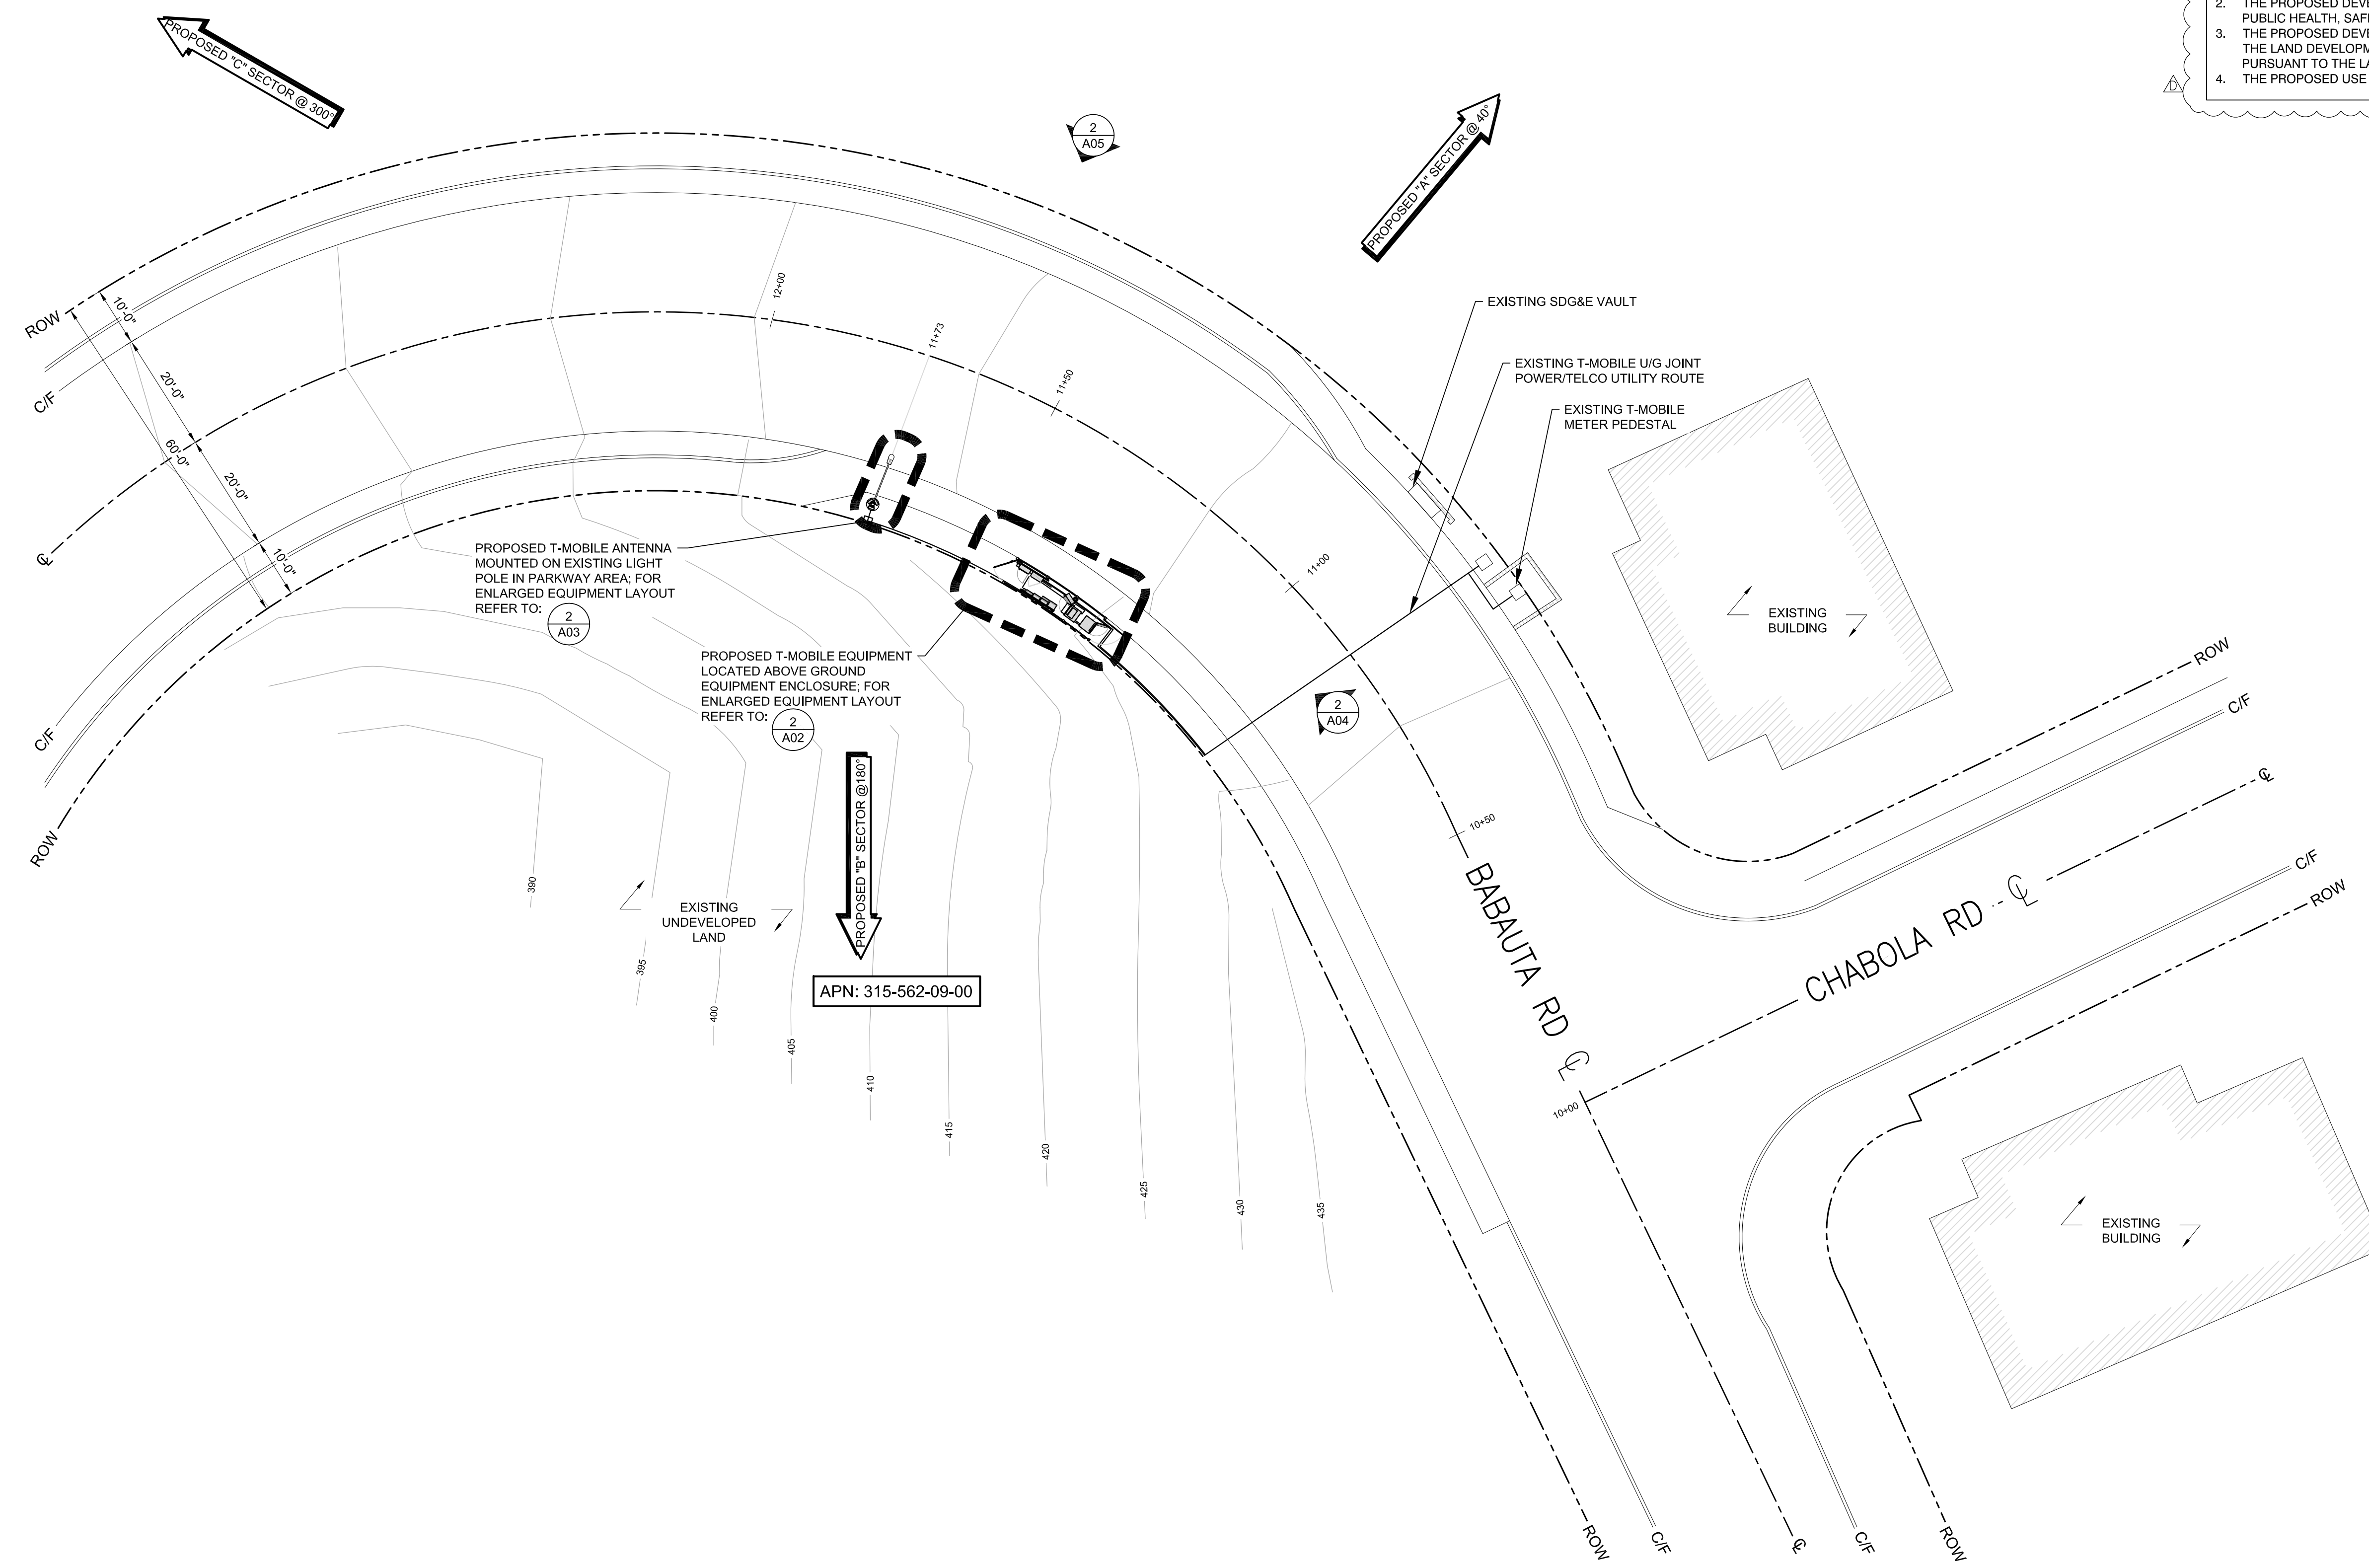 2. THE PROPOSED DEVE
PUBLIC HEALTH, SAF
3. THE PROPOSED DEVE
THE LAND DEVELOPM
PURSUANT TO THE LA
4. THE PROPOSED USE
D
PROPOSED "C" SECTOR @ 300°
2
A05
PROPOSED "A" SECTOR @ 40°
ROW
C/F
10'-0"
20'-0"
60'-0"
20'-0"
10'-0"
℄
C/F
ROW
12+00
11+73
11+50
11+00
10+50
10+00
EXISTING SDG&E VAULT
EXISTING T-MOBILE U/G JOINT
POWER/TELCO UTILITY ROUTE
EXISTING T-MOBILE
METER PEDESTAL
PROPOSED T-MOBILE ANTENNA
MOUNTED ON EXISTING LIGHT
POLE IN PARKWAY AREA; FOR
ENLARGED EQUIPMENT LAYOUT
REFER TO:
2
A03
PROPOSED T-MOBILE EQUIPMENT
LOCATED ABOVE GROUND
EQUIPMENT ENCLOSURE; FOR
ENLARGED EQUIPMENT LAYOUT
REFER TO:
2
A02
2
A04
EXISTING
BUILDING
PROPOSED "B" SECTOR @180°
EXISTING
UNDEVELOPED
LAND
APN: 315-562-09-00
390
395
400
405
410
415
420
425
430
435
BABAUTA RD ℄
CHABOLA RD ℄
ROW
C/F
℄
C/F
ROW
EXISTING
BUILDING
ROW
C/F
℄
C/F
ROW